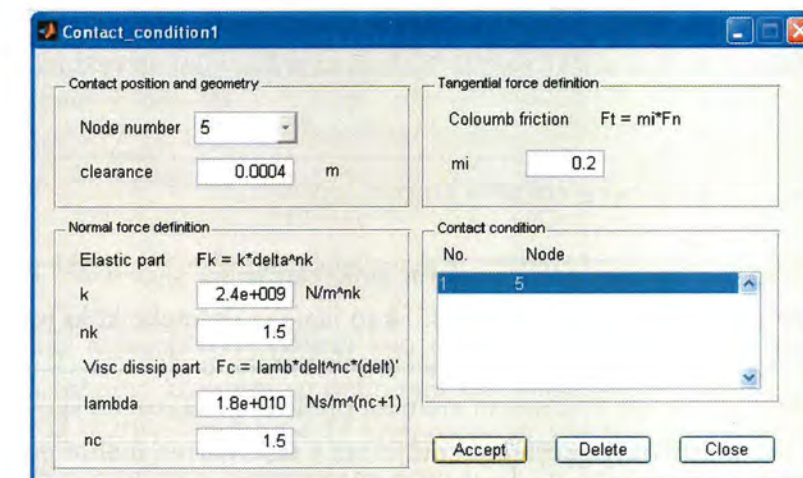 Contact_condition1
Contact position and geometry
Node number 5
clearance 0.0004 m
Tangential force definition
Coloumb friction Ft = mi*Fn
mi 0.2
Normal force definition
Elastic part Fk = k*delta^nk
k 2.4e+009 N/m^nk
nk 1.5
Visc dissip part Fc = lamb*delt^nc*(delt)'
lambda 1.8e+010 Ns/m^(nc+1)
nc 1.5
Contact condition
No. Node
1 5
Accept Delete Close